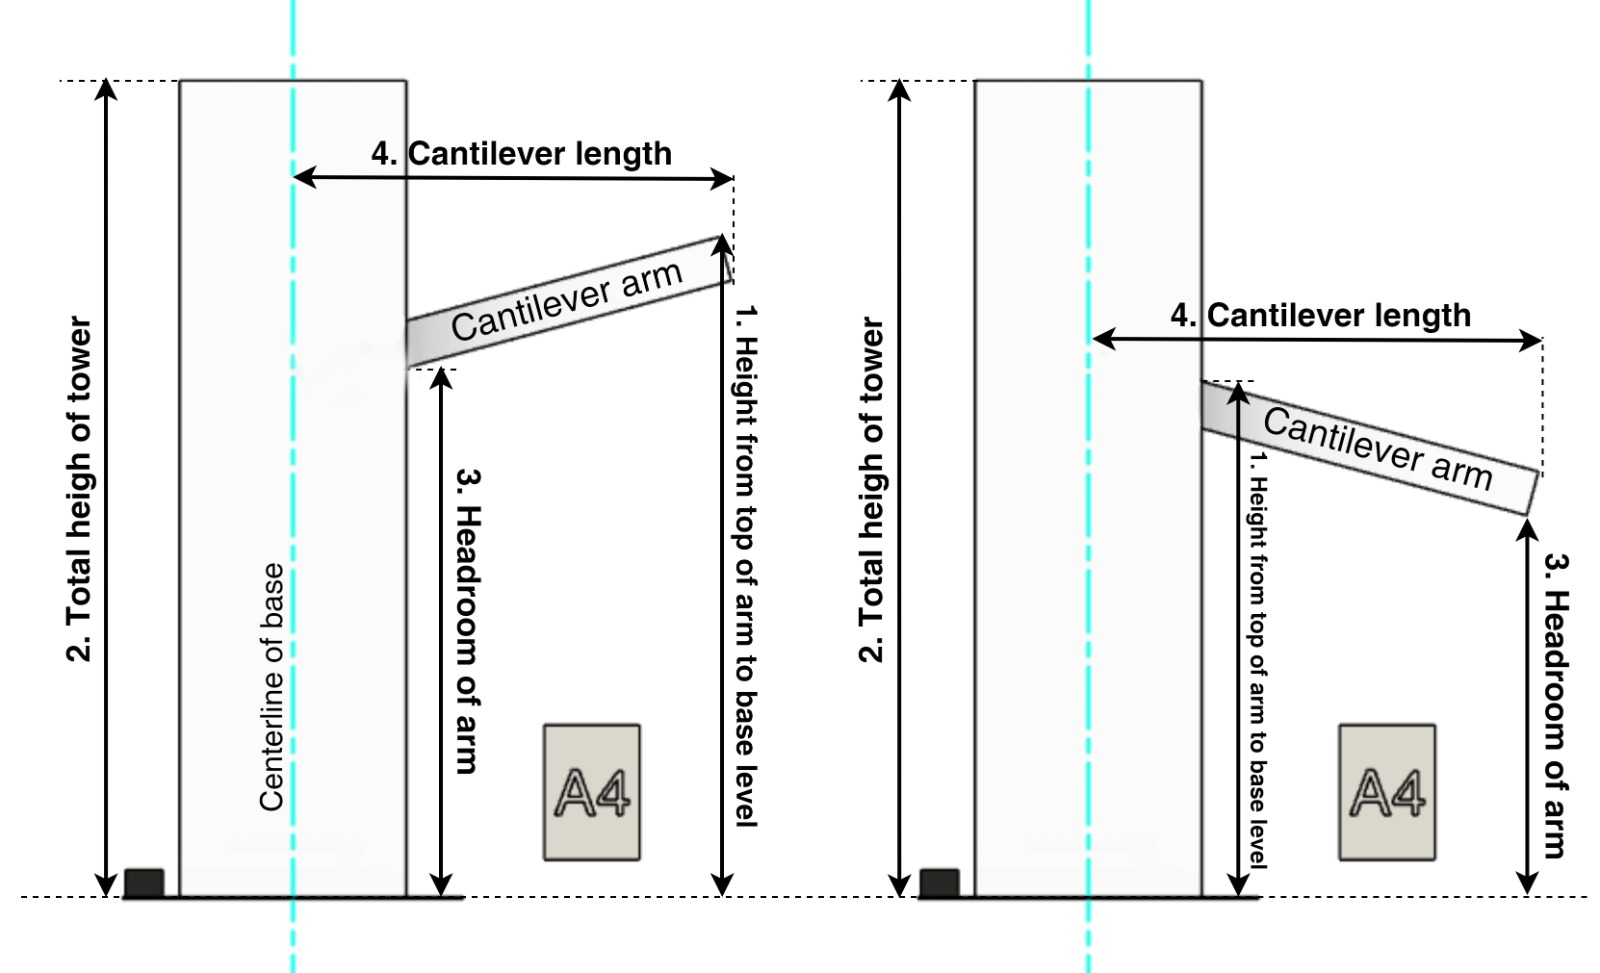 4. Cantilever length
Cantilever arm
1. Height from top of arm to base level
2. Total heigh of tower
3. Headroom of arm
Centerline of base
A4
4. Cantilever length
Cantilever arm
1. Height from top of arm to base level
2. Total heigh of tower
3. Headroom of arm
A4